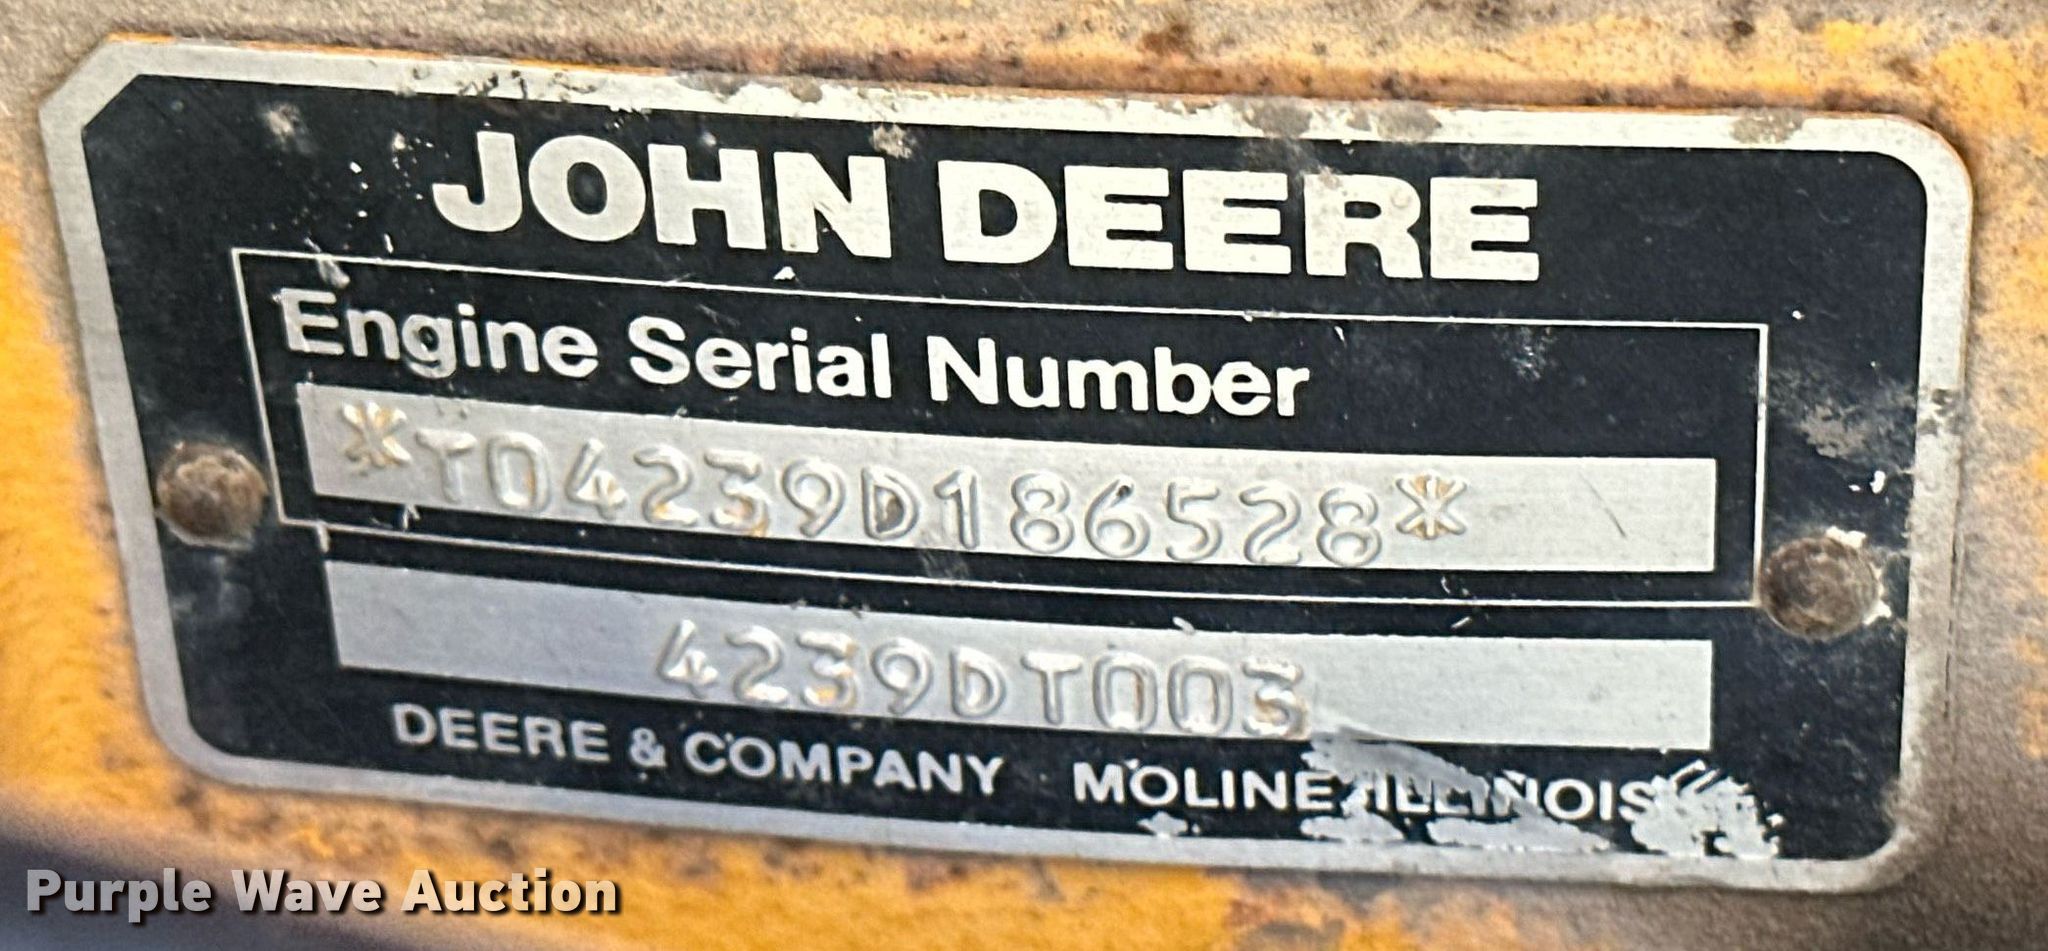 JOHN DEERE
Engine Serial Number
*T04239D186528*
4239DT003
DEERE & COMPANY MOLINE, ILLINOIS
Purple Wave Auction